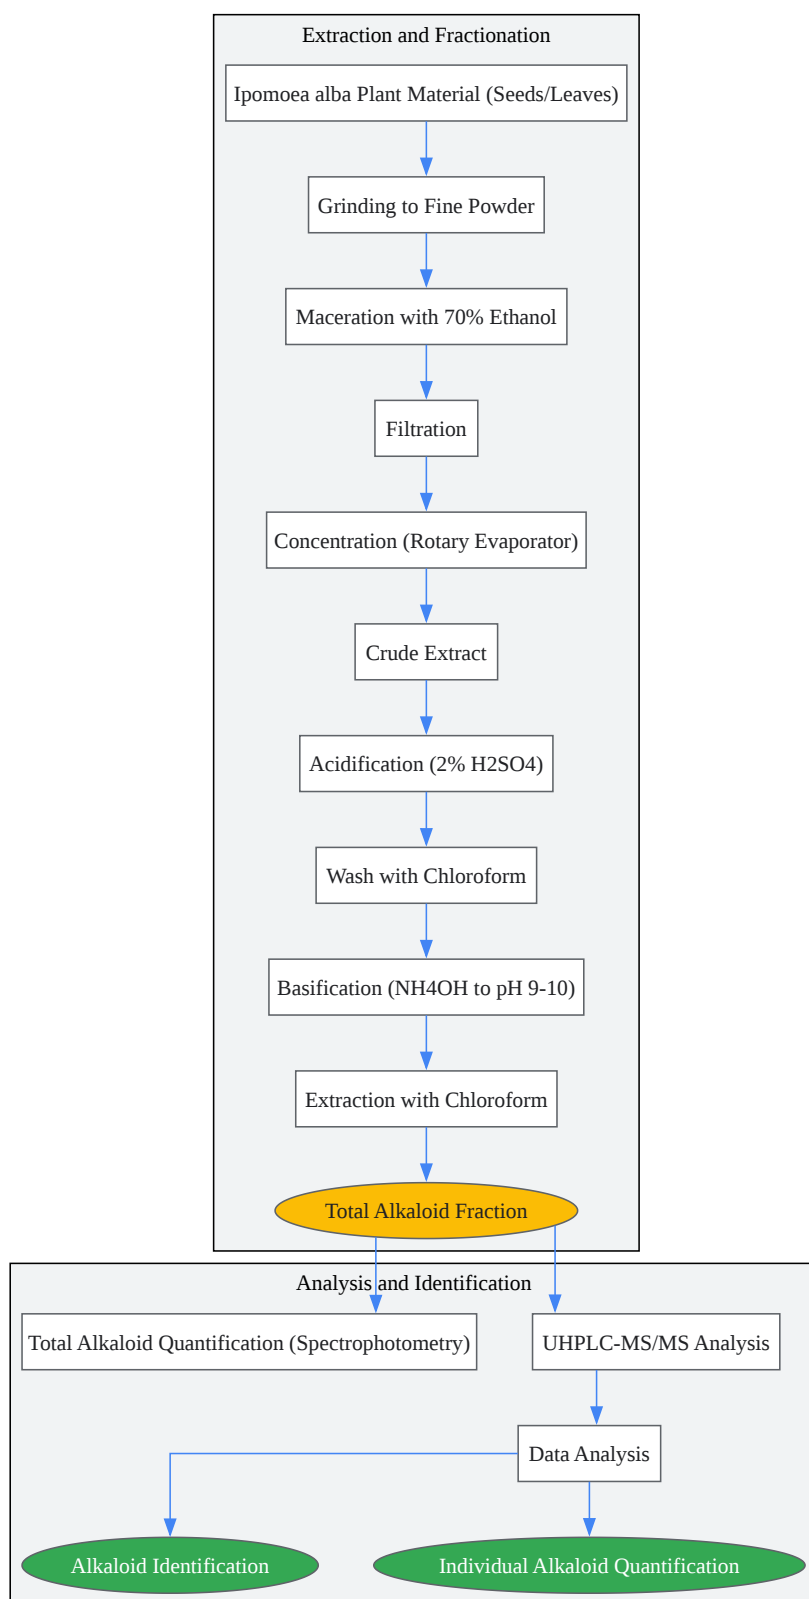 Extraction and Fractionation
Ipomoea alba Plant Material (Seeds/Leaves)
Grinding to Fine Powder
Maceration with 70% Ethanol
Filtration
Concentration (Rotary Evaporator)
Crude Extract
Acidification (2% H2SO4)
Wash with Chloroform
Basification (NH4OH to pH 9-10)
Extraction with Chloroform
Total Alkaloid Fraction
Analysis and Identification
Total Alkaloid Quantification (Spectrophotometry)
UHPLC-MS/MS Analysis
Data Analysis
Alkaloid Identification
Individual Alkaloid Quantification